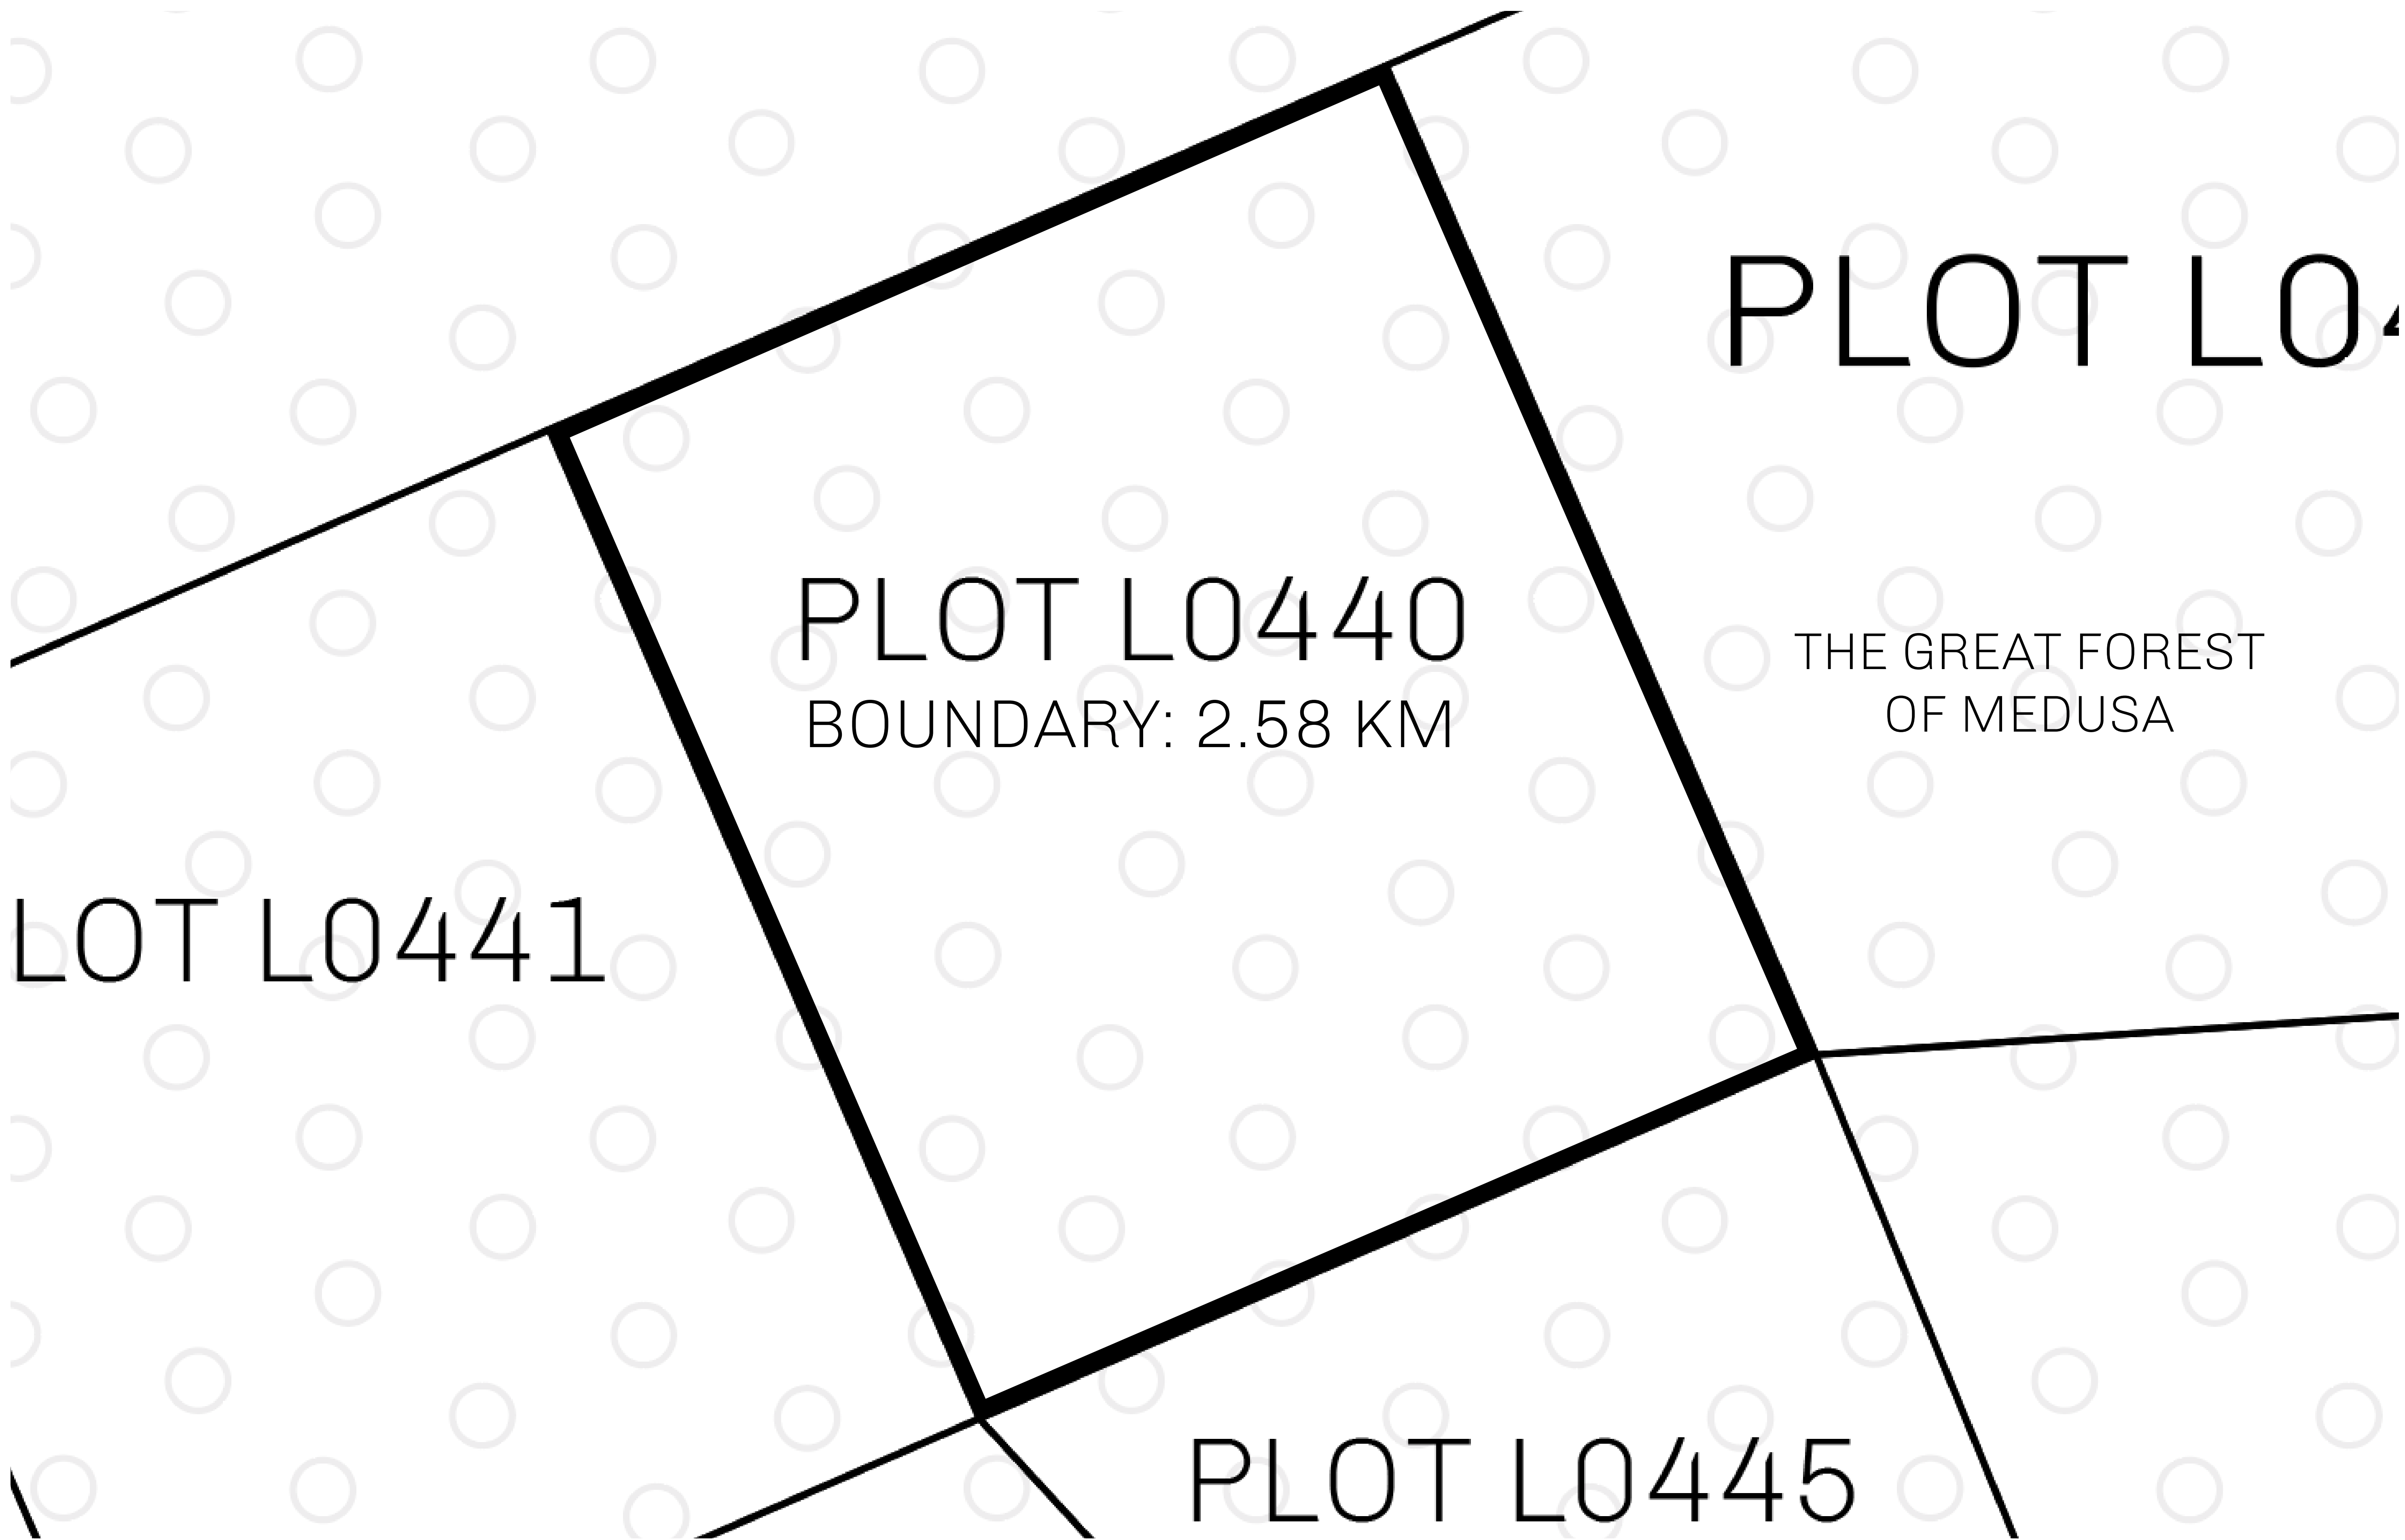 PLOT L04
PLOT L0440
BOUNDARY: 2.58 KM
THE GREAT FOREST
OF MEDUSA
LOT L0441
PLOT L0445